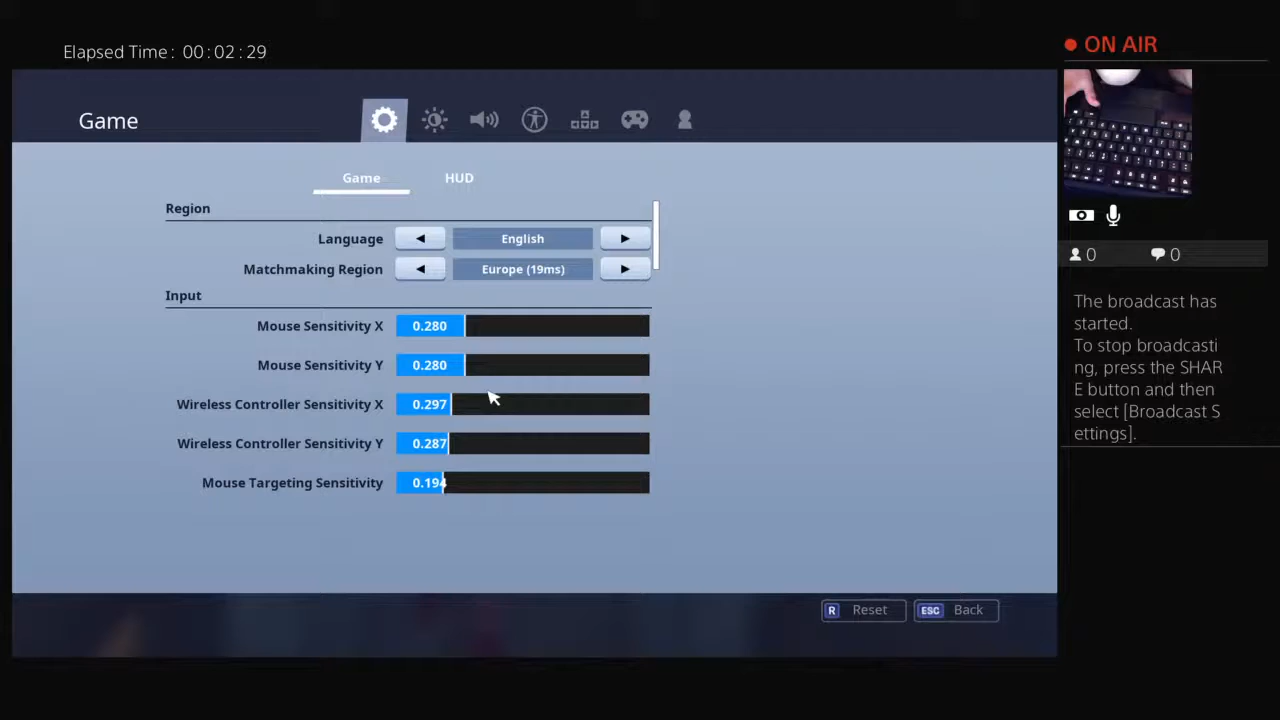 Elapsed Time: 00:02:29
ON AIR
Game
Game HUD
Region
Language English
Matchmaking Region Europe (19ms)
Input
Mouse Sensitivity X 0.280
Mouse Sensitivity Y 0.280
Wireless Controller Sensitivity X 0.297
Wireless Controller Sensitivity Y 0.287
Mouse Targeting Sensitivity 0.194
R Reset ESC Back
0 0
The broadcast has
started.
To stop broadcasti
ng, press the SHAR
E button and then
select [Broadcast S
ettings].